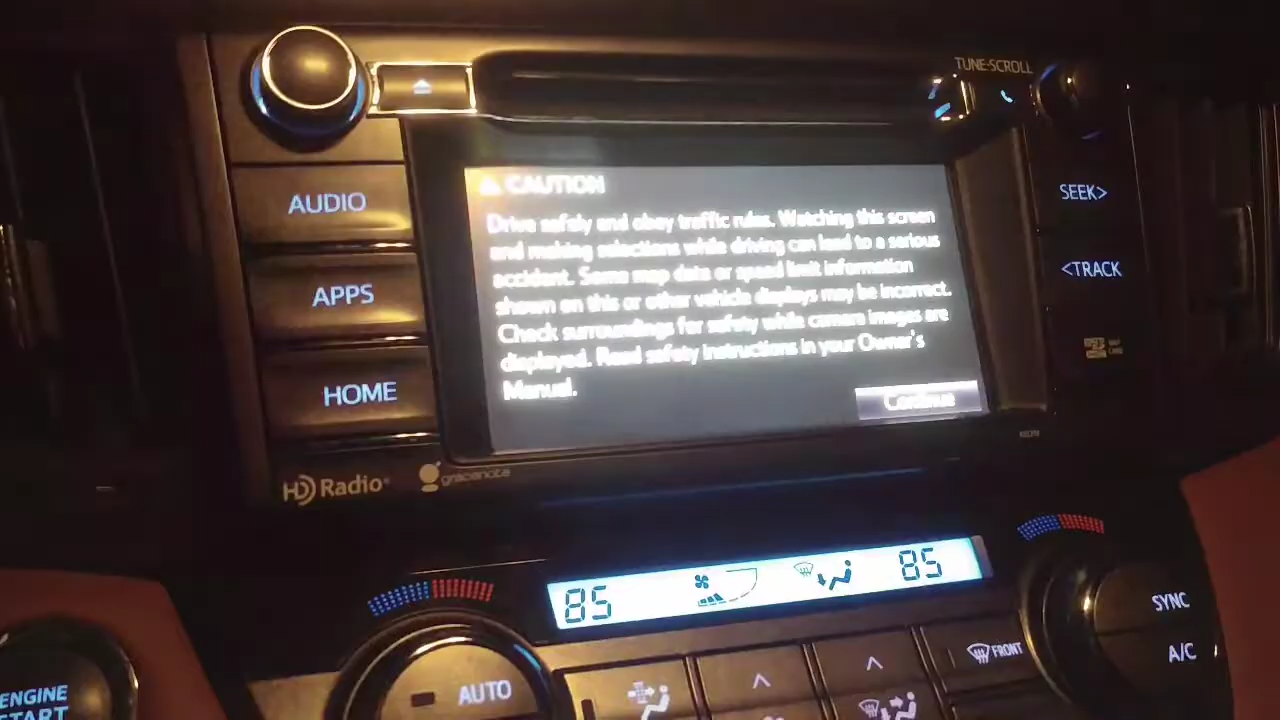 TUNE·SCROLL
AUDIO
APPS
HOME
CAUTION
Drive safely and obey traffic rules. Watching this screen
and making selections while driving can lead to a serious
accident. Some map data or speed limit information
shown on this or other vehicle displays may be incorrect.
Check surroundings for safety while camera images are
displayed. Read safety instructions in your Owner's
Manual.
Continue
SEEK>
<TRACK
HD Radio
gracenote
85
85
SYNC
A/C
FRONT
AUTO
ENGINE
START